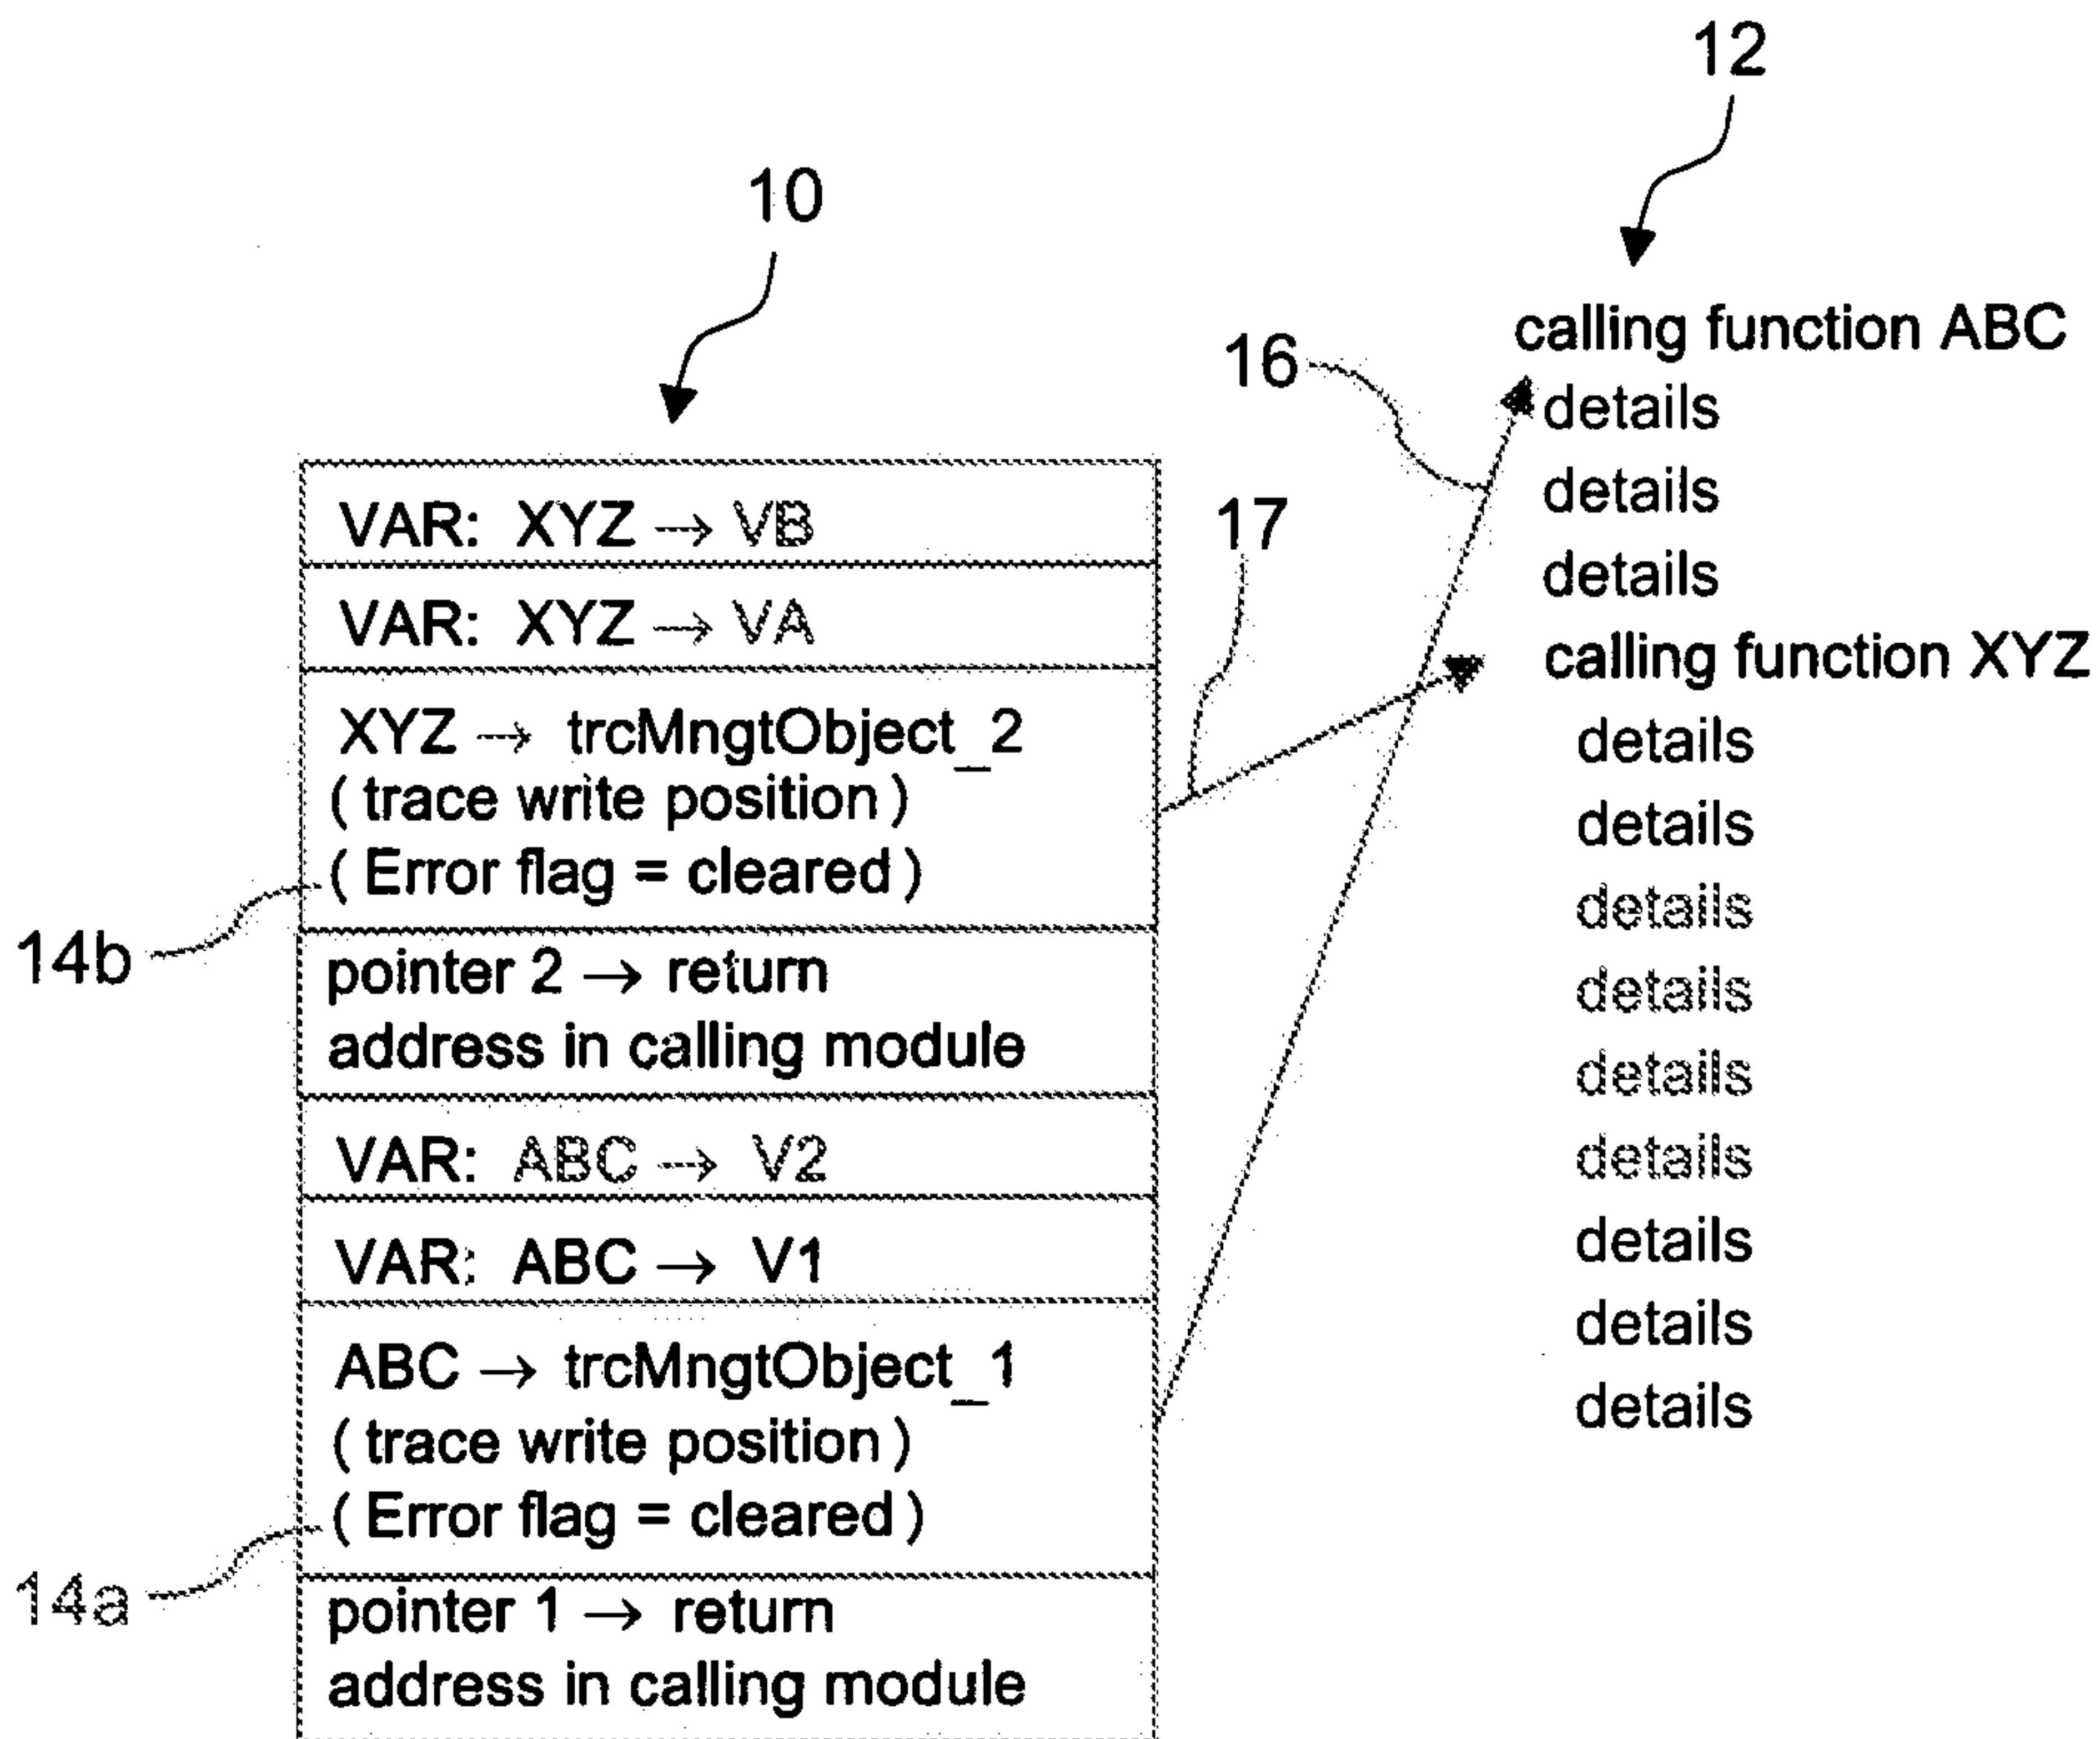 12
10
calling function ABC
16
details
details
17
VAR: XYZ → VB
details
VAR: XYZ → VA
calling function XYZ
XYZ → trcMngtObject_2
( trace write position )
( Error flag = cleared )
14b
details
details
details
pointer 2 → return
address in calling module
details
details
VAR: ABC → V2
details
VAR: ABC → V1
details
ABC → trcMngtObject_1
( trace write position )
( Error flag = cleared )
14a
details
details
pointer 1 → return
address in calling module